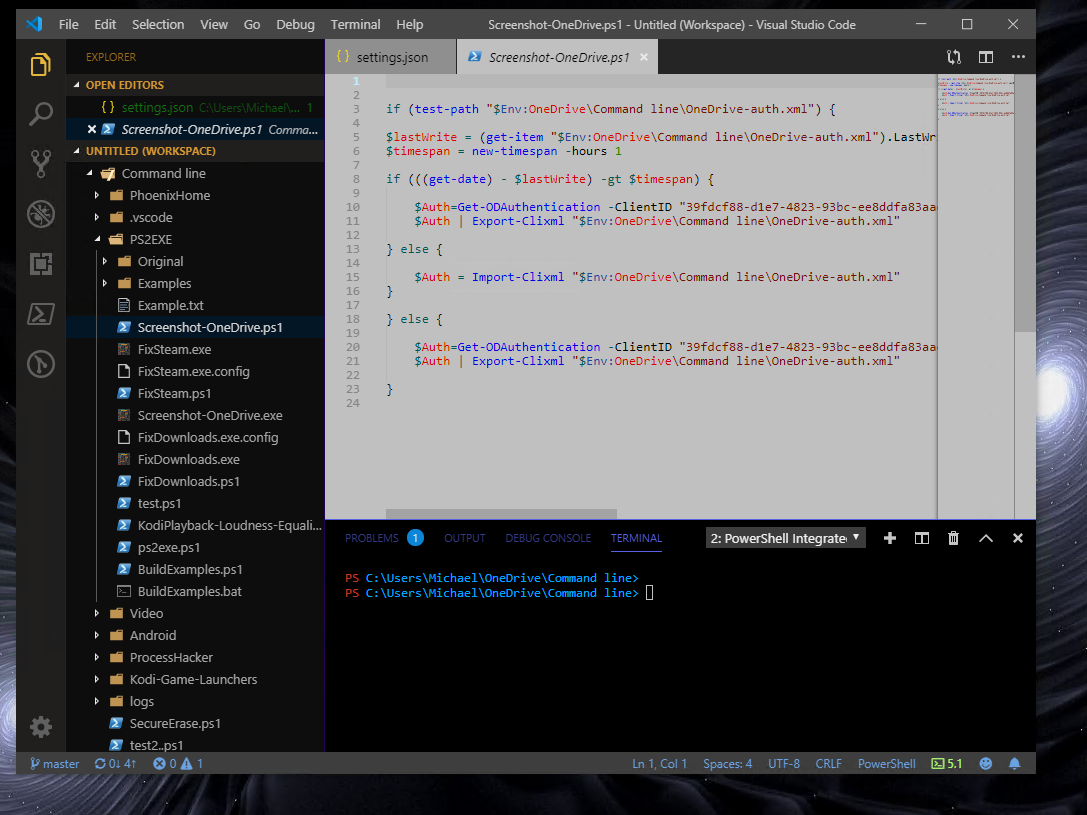 File Edit Selection View Go Debug Terminal Help Screenshot-OneDrive.ps1 - Untitled (Workspace) - Visual Studio Code
EXPLORER
OPEN EDITORS
{ } settings.json C:\Users\Michael\... 1
Screenshot-OneDrive.ps1 Comma...
UNTITLED (WORKSPACE)
Command line
PhoenixHome
.vscode
PS2EXE
Original
Examples
Example.txt
Screenshot-OneDrive.ps1
FixSteam.exe
FixSteam.exe.config
FixSteam.ps1
Screenshot-OneDrive.exe
FixDownloads.exe.config
FixDownloads.exe
FixDownloads.ps1
test.ps1
KodiPlayback-Loudness-Equali...
ps2exe.ps1
BuildExamples.ps1
BuildExamples.bat
Video
Android
ProcessHacker
Kodi-Game-Launchers
logs
SecureErase.ps1
test2..ps1
{ } settings.json Screenshot-OneDrive.ps1
1
2
3 if (test-path "$Env:OneDrive\Command line\OneDrive-auth.xml") {
4
5 $lastWrite = (get-item "$Env:OneDrive\Command line\OneDrive-auth.xml").LastWr
6 $timespan = new-timespan -hours 1
7
8 if (((get-date) - $lastWrite) -gt $timespan) {
9
10 $Auth=Get-ODAuthentication -ClientID "39fdcf88-d1e7-4823-93bc-ee8ddfa83aa
11 $Auth | Export-Clixml "$Env:OneDrive\Command line\OneDrive-auth.xml"
12
13 } else {
14
15 $Auth = Import-Clixml "$Env:OneDrive\Command line\OneDrive-auth.xml"
16 }
17
18 } else {
19
20 $Auth=Get-ODAuthentication -ClientID "39fdcf88-d1e7-4823-93bc-ee8ddfa83aa
21 $Auth | Export-Clixml "$Env:OneDrive\Command line\OneDrive-auth.xml"
22
23 }
24
PROBLEMS 1 OUTPUT DEBUG CONSOLE TERMINAL 2: PowerShell Integrate
PS C:\Users\Michael\OneDrive\Command line>
PS C:\Users\Michael\OneDrive\Command line>
master 0↓ 4↑ 0 1 Ln 1, Col 1 Spaces: 4 UTF-8 CRLF PowerShell 5.1